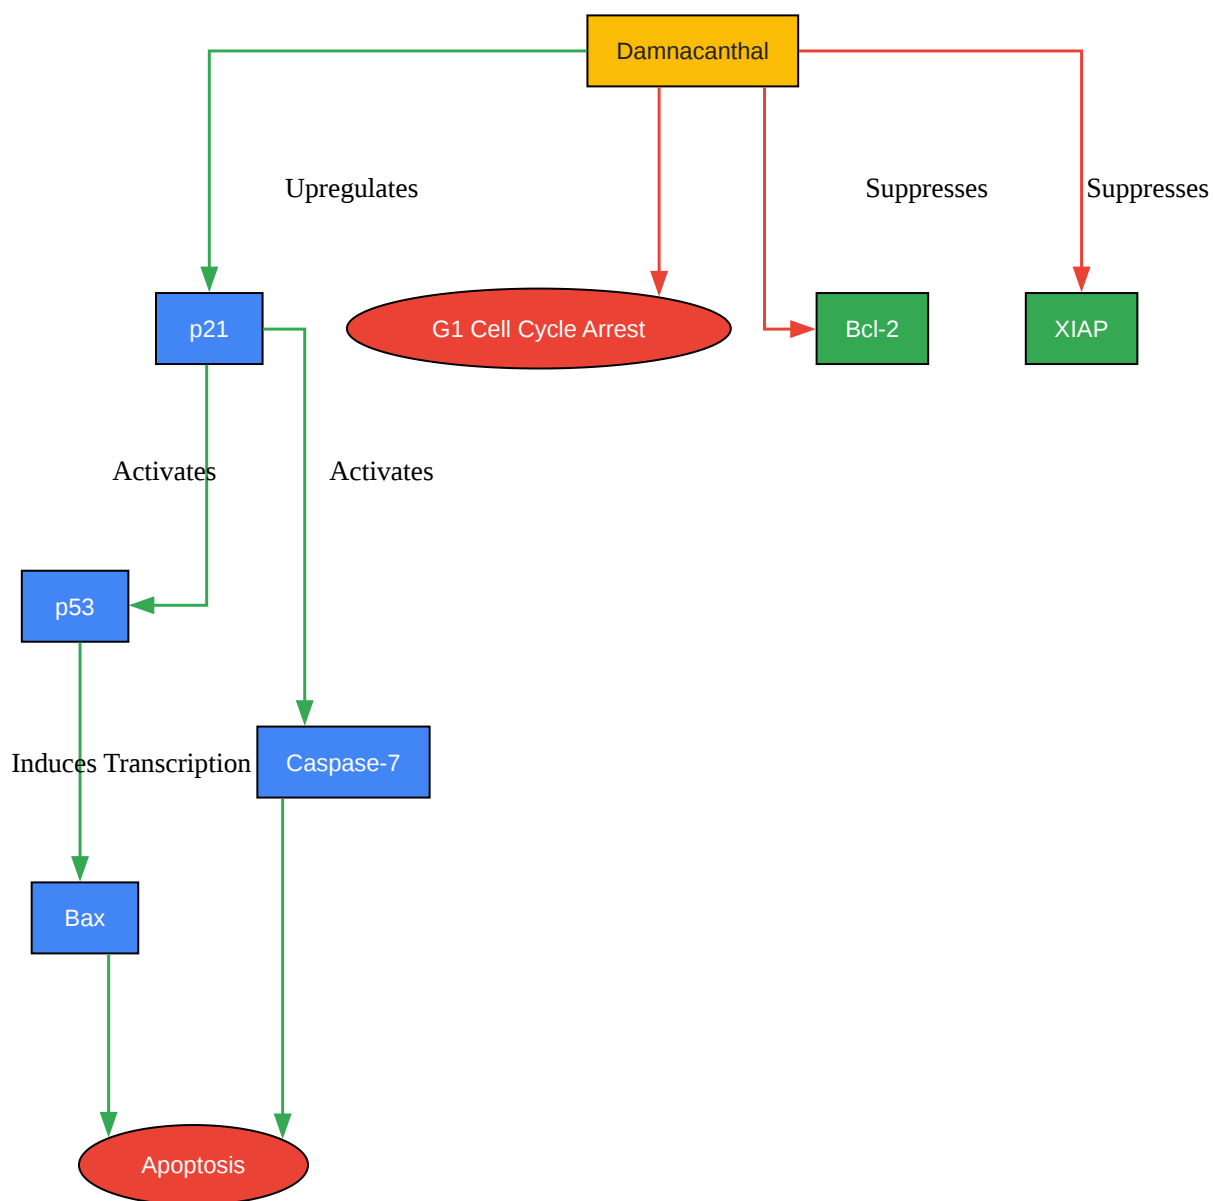 Damnacanthal
Upregulates
Suppresses
Suppresses
p21
G1 Cell Cycle Arrest
Bcl-2
XIAP
Activates
Activates
p53
Induces Transcription
Caspase-7
Bax
Apoptosis